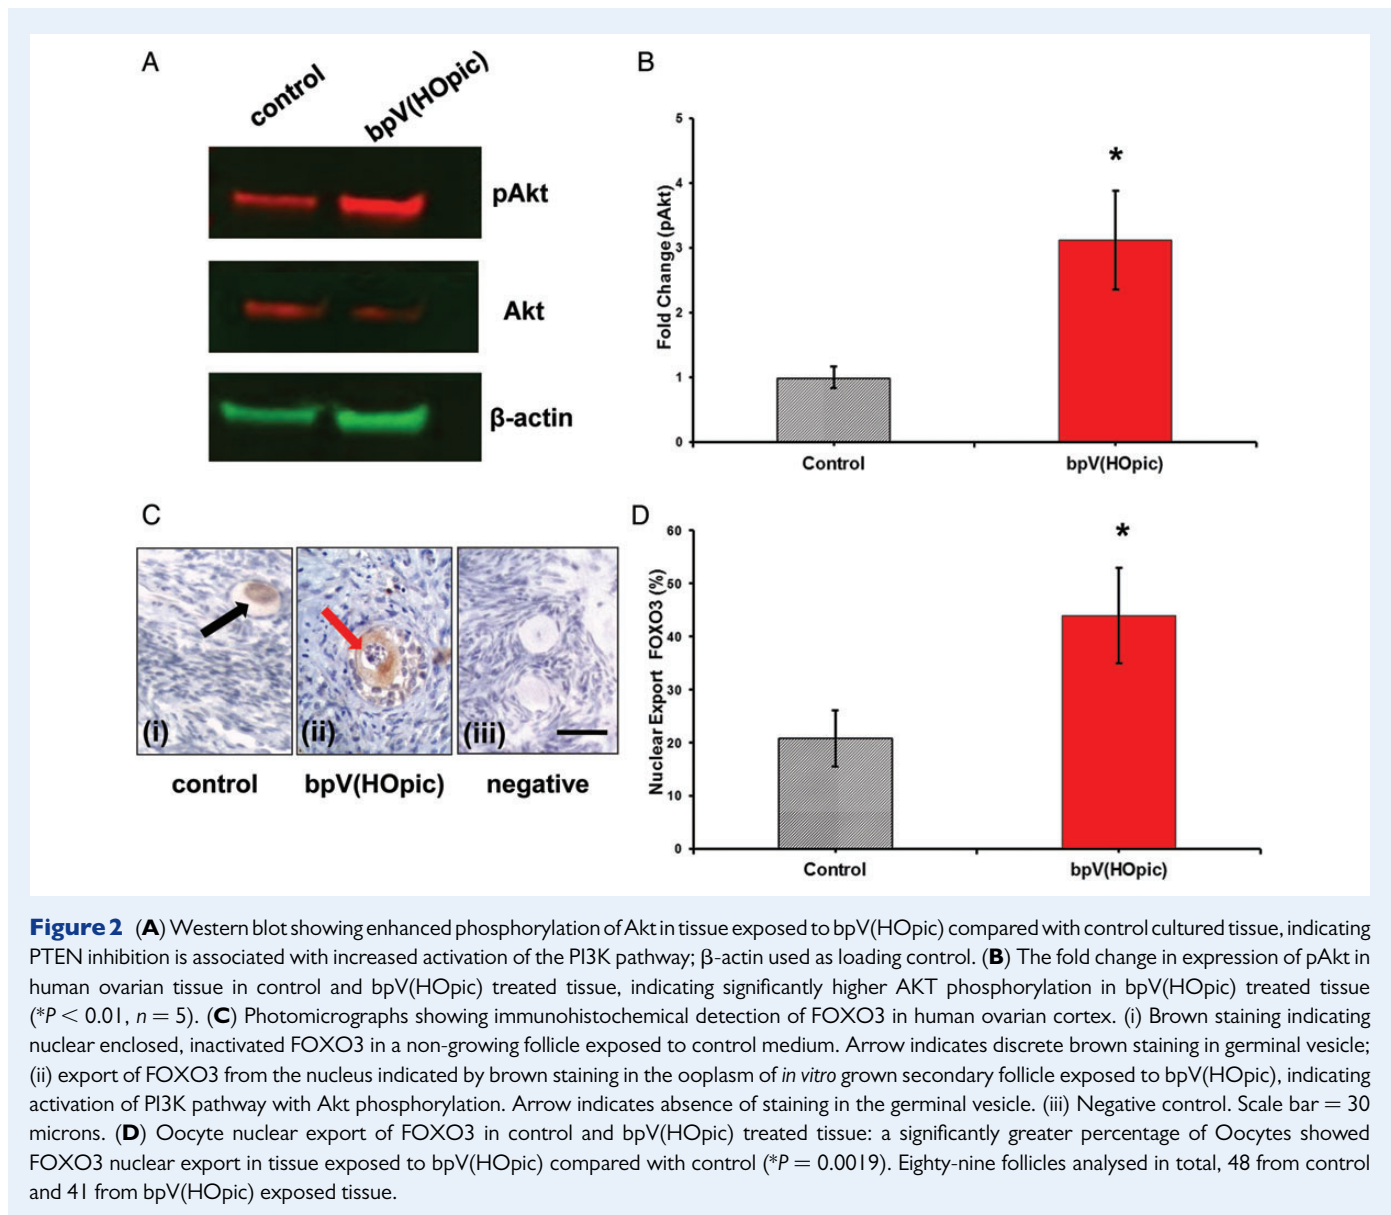 A
control
bpV(HOpic)
pAkt
Akt
β-actin
B
5
4
3
2
1
0
Fold Change (pAkt)
*
Control
bpV(HOpic)
C
(i)
(ii)
(iii)
control
bpV(HOpic)
negative
D
60
50
40
30
20
10
0
Nuclear Export FOXO3 (%)
*
Control
bpV(HOpic)
Figure 2 (A) Western blot showing enhanced phosphorylation of Akt in tissue exposed to bpV(HOpic) compared with control cultured tissue, indicating
PTEN inhibition is associated with increased activation of the PI3K pathway; β-actin used as loading control. (B) The fold change in expression of pAkt in
human ovarian tissue in control and bpV(HOpic) treated tissue, indicating significantly higher AKT phosphorylation in bpV(HOpic) treated tissue
(*P < 0.01, n = 5). (C) Photomicrographs showing immunohistochemical detection of FOXO3 in human ovarian cortex. (i) Brown staining indicating
nuclear enclosed, inactivated FOXO3 in a non-growing follicle exposed to control medium. Arrow indicates discrete brown staining in germinal vesicle;
(ii) export of FOXO3 from the nucleus indicated by brown staining in the ooplasm of in vitro grown secondary follicle exposed to bpV(HOpic), indicating
activation of PI3K pathway with Akt phosphorylation. Arrow indicates absence of staining in the germinal vesicle. (iii) Negative control. Scale bar = 30
microns. (D) Oocyte nuclear export of FOXO3 in control and bpV(HOpic) treated tissue: a significantly greater percentage of Oocytes showed
FOXO3 nuclear export in tissue exposed to bpV(HOpic) compared with control (*P = 0.0019). Eighty-nine follicles analysed in total, 48 from control
and 41 from bpV(HOpic) exposed tissue.